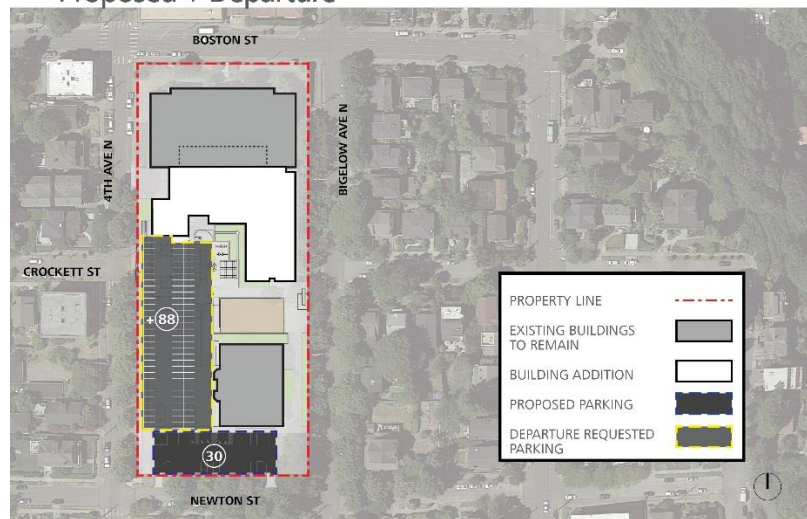 Proposed + Departure
BOSTON ST
4TH AVE N
BIGELOW AVE N
CROCKETT ST
+88
30
NEWTON ST
PROPERTY LINE
EXISTING BUILDINGS
TO REMAIN
BUILDING ADDITION
PROPOSED PARKING
DEPARTURE REQUESTED
PARKING